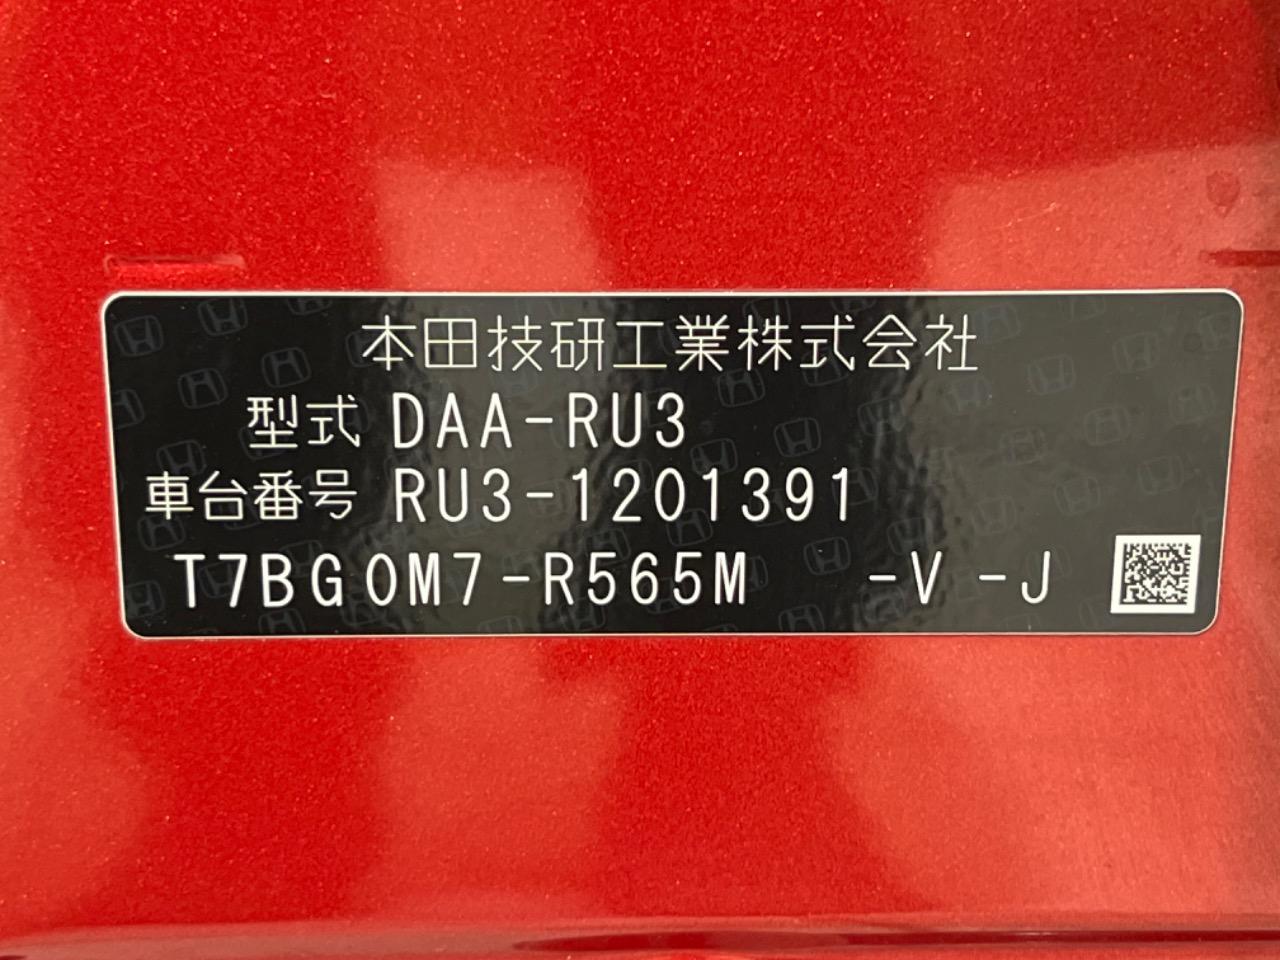 本田技研工業株式会社
型式 DAA-RU3
車台番号 RU3-1201391
T7BG0M7-R565M -V -J